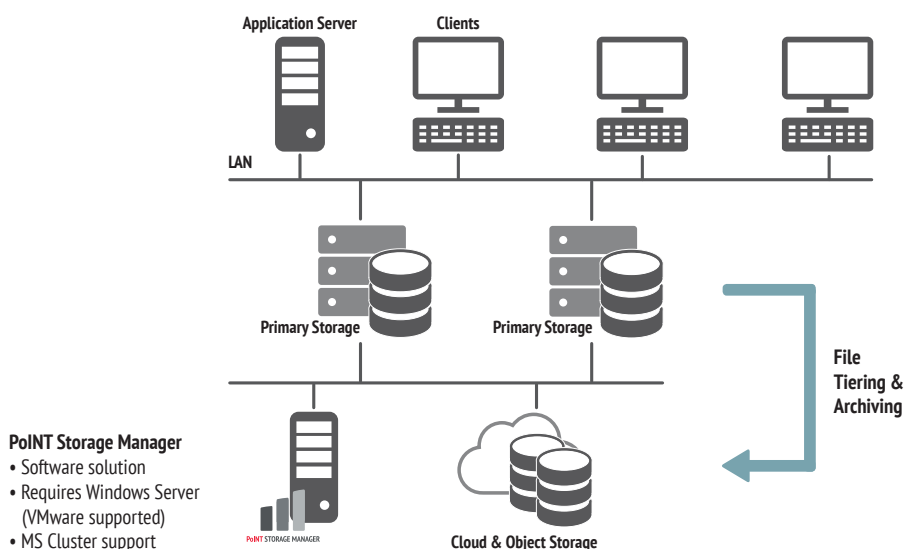 Application Server
Clients
LAN
Primary Storage
Primary Storage
File
Tiering &
Archiving
PoINT Storage Manager
• Software solution
• Requires Windows Server
(VMware supported)
• MS Cluster support
PoINT STORAGE MANAGER
Cloud & Object Storage